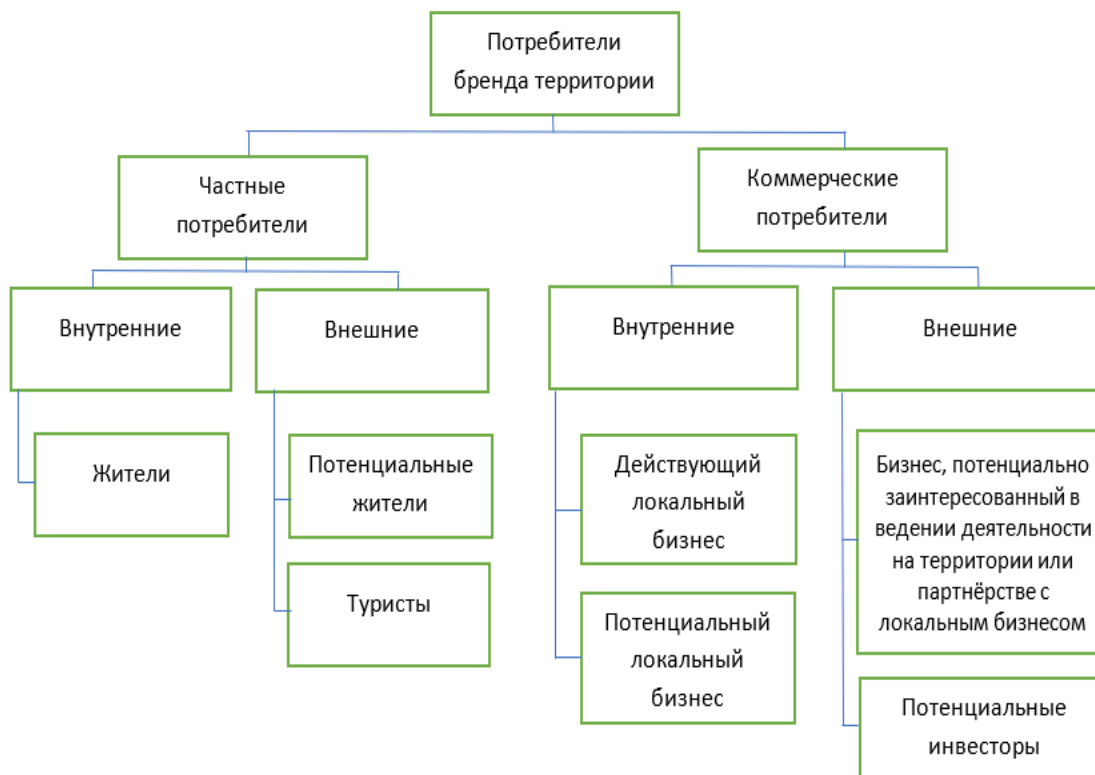 Потребители
бренда территории
Частные
потребители
Коммерческие
потребители
Внутренние
Внешние
Внутренние
Внешние
Жители
Потенциальные
жители
Туристы
Действующий
локальный
бизнес
Потенциальный
локальный
бизнес
Бизнес, потенциально
заинтересованный в
ведении деятельности
на территории или
партнёрстве с
локальным бизнесом
Потенциальные
инвесторы